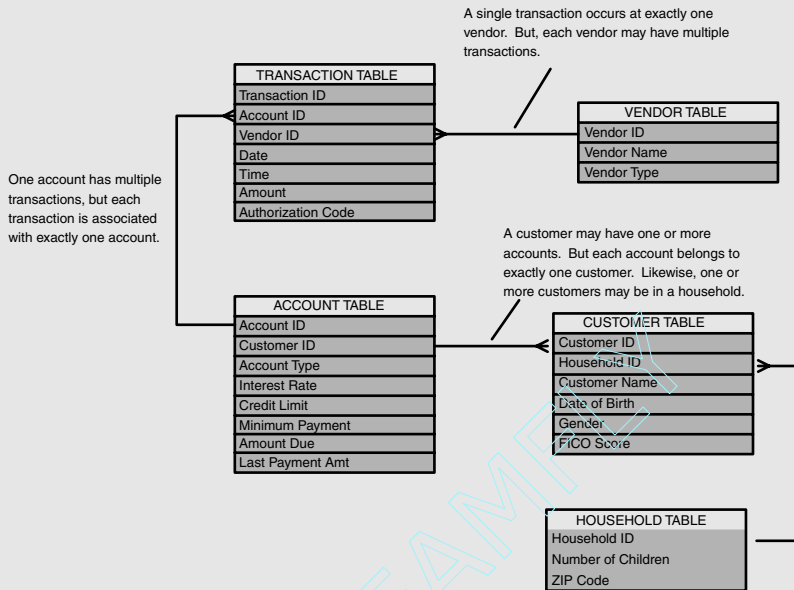 A single transaction occurs at exactly one
vendor. But, each vendor may have multiple
transactions.
TRANSACTION TABLE
Transaction ID
Account ID
Vendor ID
Date
Time
Amount
Authorization Code
VENDOR TABLE
Vendor ID
Vendor Name
Vendor Type
One account has multiple
transactions, but each
transaction is associated
with exactly one account.
A customer may have one or more
accounts. But each account belongs to
exactly one customer. Likewise, one or
more customers may be in a household.
ACCOUNT TABLE
Account ID
Customer ID
Account Type
Interest Rate
Credit Limit
Minimum Payment
Amount Due
Last Payment Amt
CUSTOMER TABLE
Customer ID
Household ID
Customer Name
Date of Birth
Gender
FICO Score
HOUSEHOLD TABLE
Household ID
Number of Children
ZIP Code